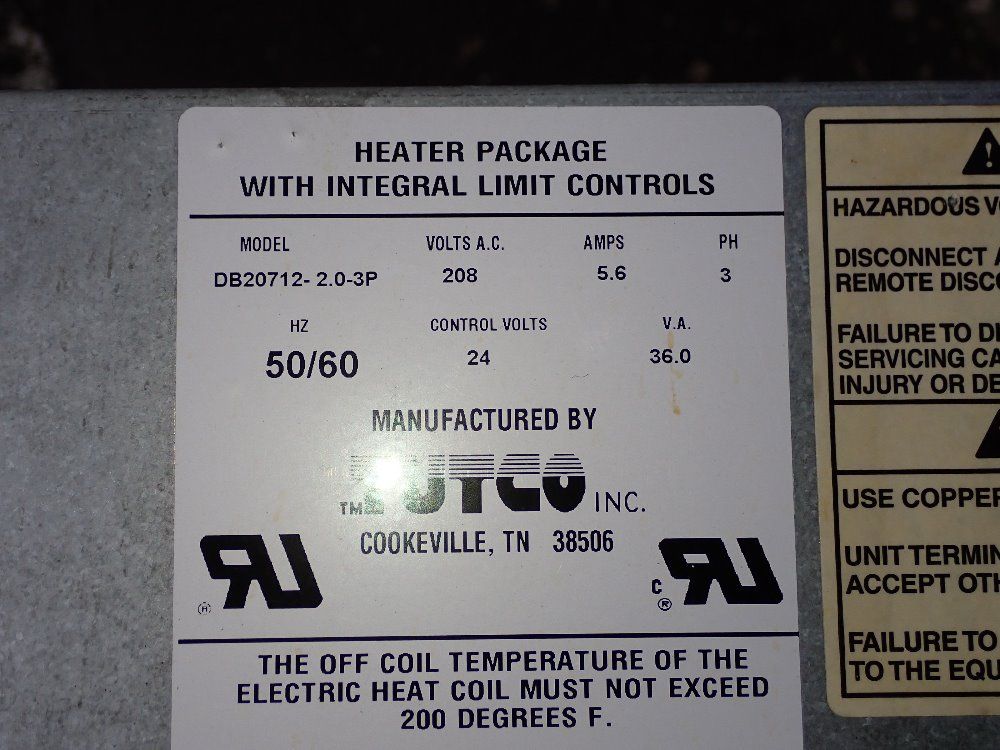 HEATER PACKAGE
WITH INTEGRAL LIMIT CONTROLS
MODEL VOLTS A.C. AMPS PH
DB20712- 2.0-3P 208 5.6 3
HZ CONTROL VOLTS V.A.
50/60 24 36.0
MANUFACTURED BY
TM TUTCO INC.
COOKEVILLE, TN 38506
C
®
THE OFF COIL TEMPERATURE OF THE
ELECTRIC HEAT COIL MUST NOT EXCEED
200 DEGREES F.
HAZARDOUS
DISCONNECT
REMOTE
FAILURE TO
SERVICING
INJURY OR
USE
UNIT
ACCEPT
FAILURE TO
TO THE